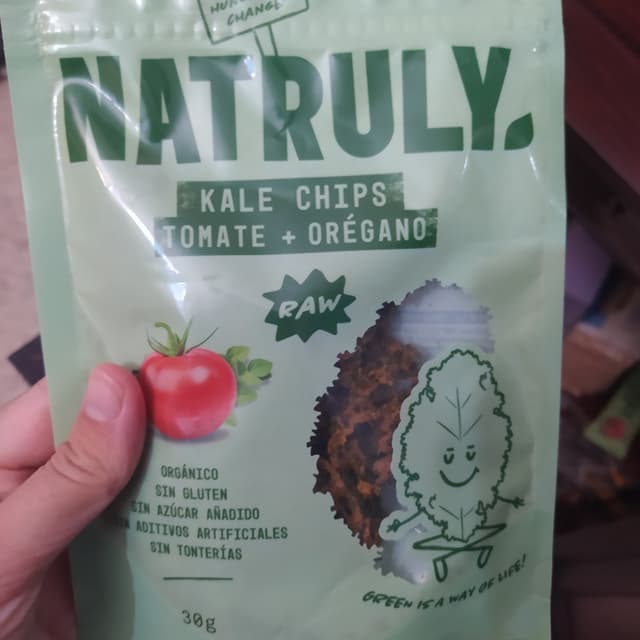 CHANGE
NATRULY.
KALE CHIPS
TOMATE + ORÉGANO
RAW
ORGÁNICO
SIN GLUTEN
SIN AZÚCAR AÑADIDO
ADITIVOS ARTIFICIALES
SIN TONTERÍAS
30g
GREEN IS A WAY OF LIFE!